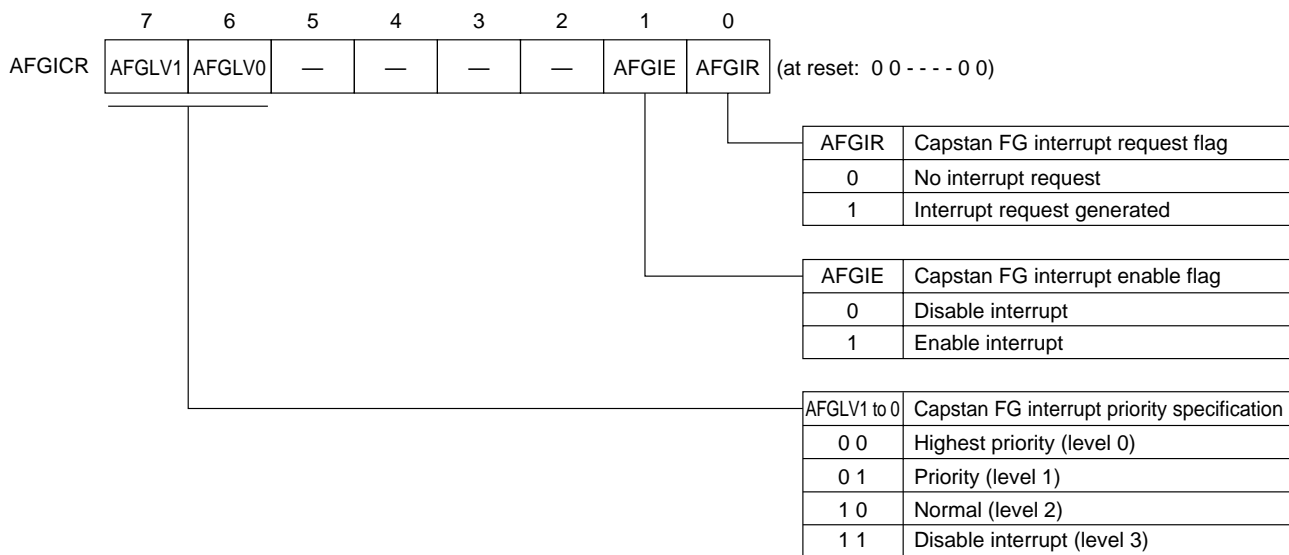 7 6 5 4 3 2 1 0
AFGICR AFGLV1 AFGLV0 — — — — AFGIE AFGIR (at reset: 0 0 - - - - 0 0)
AFGIR Capstan FG interrupt request flag
0 No interrupt request
1 Interrupt request generated
AFGIE Capstan FG interrupt enable flag
0 Disable interrupt
1 Enable interrupt
AFGLV1 to 0 Capstan FG interrupt priority specification
0 0 Highest priority (level 0)
0 1 Priority (level 1)
1 0 Normal (level 2)
1 1 Disable interrupt (level 3)